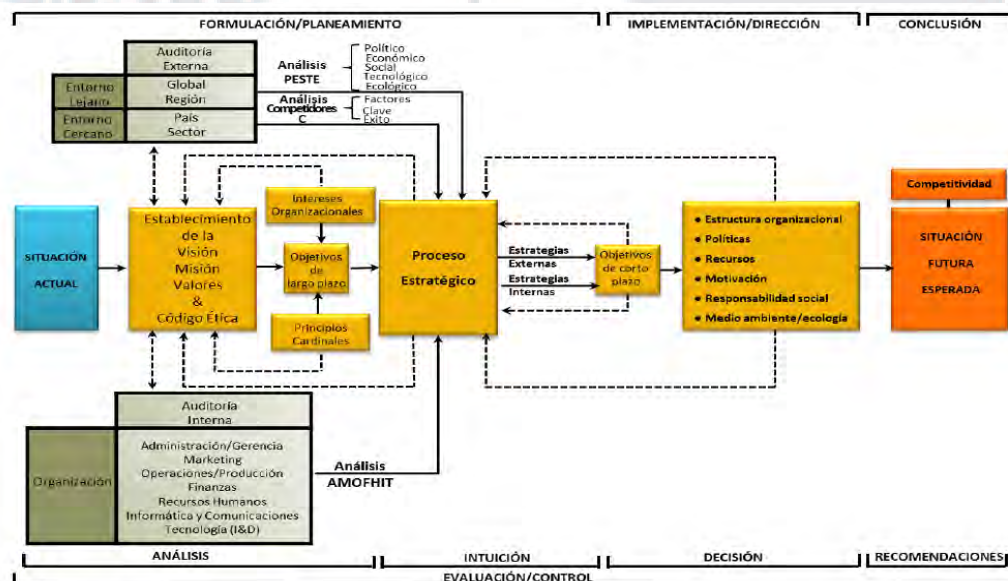 FORMULACIÓN/PLANEAMIENTO
IMPLEMENTACIÓN/DIRECCIÓN
CONCLUSIÓN
Auditoría
Externa
Entorno
Lejano
Global
Región
Entorno
Cercano
País
Sector
Análisis
PESTE
Político
Económico
Social
Tecnológico
Ecológico
Análisis
Competidores
C
Factores
Clave
Éxito
SITUACIÓN
ACTUAL
Establecimiento
de la
Visión
Misión
Valores
&
Código Ética
Intereses
Organizacionales
Objetivos
de
largo plazo
Principios
Cardinales
Proceso
Estratégico
Estrategias
Externas
Estrategias
Internas
Objetivos
de corto
plazo
• Estructura organizacional
• Políticas
• Recursos
• Motivación
• Responsabilidad social
• Medio ambiente/ecología
Competitividad
SITUACIÓN
FUTURA
ESPERADA
Auditoría
Interna
Organización
Administración/Gerencia
Marketing
Operaciones/Producción
Finanzas
Recursos Humanos
Informática y Comunicaciones
Tecnología (I&D)
Análisis
AMOFHIT
ANÁLISIS
INTUICIÓN
DECISIÓN
RECOMENDACIONES
EVALUACIÓN/CONTROL